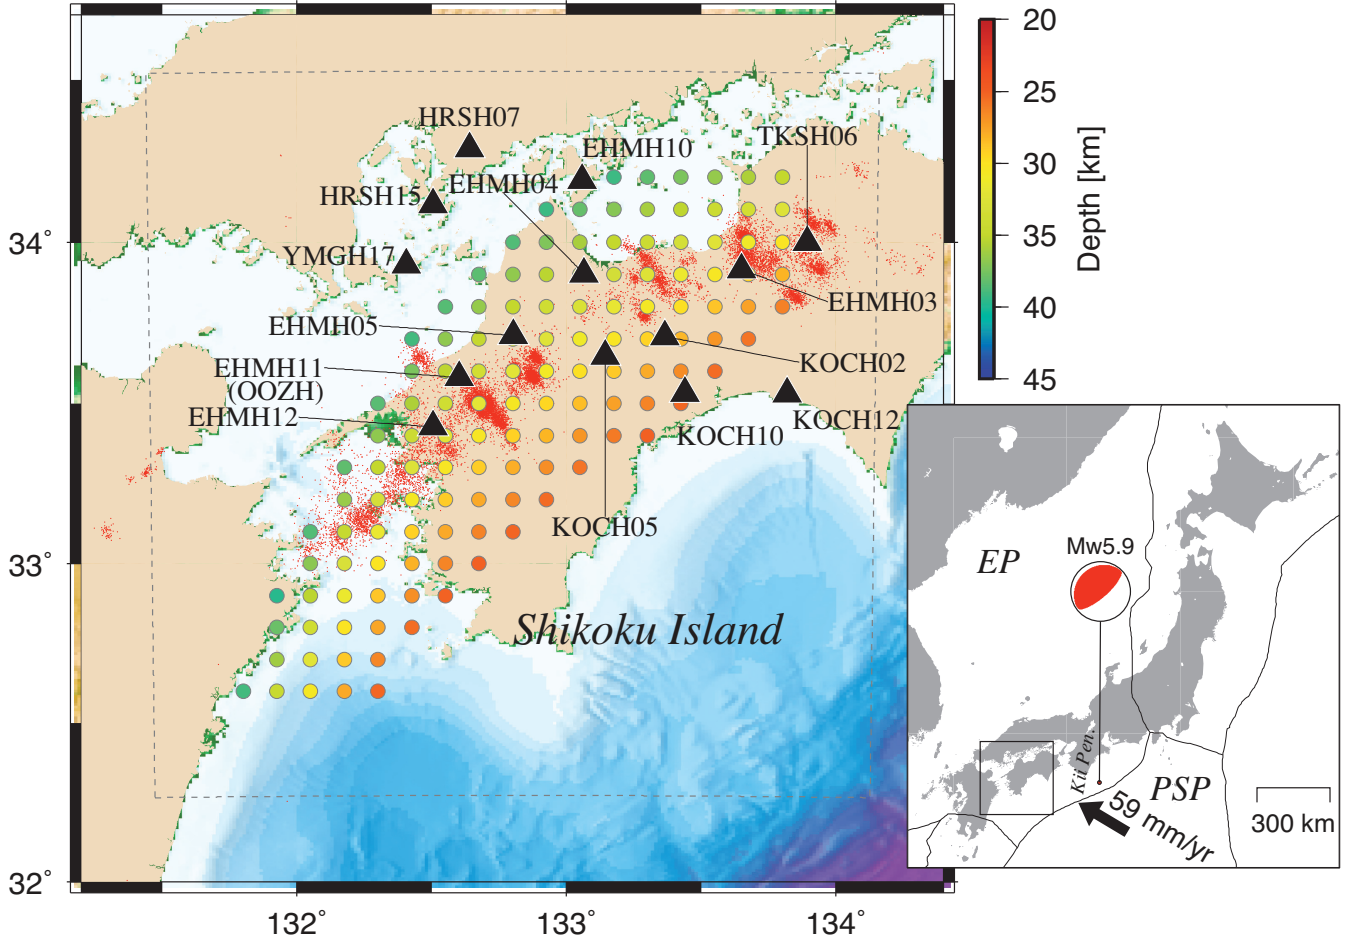 20
25
30
35
40
45
Depth [km]
HRSH07
TKSH06
EHMH10
EHMH04
HRSH15
34°
YMGH17
EHMH03
EHMH05
KOCH02
EHMH11
(OOZH)
EHMH12
KOCH12
KOCH10
KOCH05
33°
Shikoku Island
32°
132°
133°
134°
Mw5.9
EP
Kii Pen.
PSP
59 mm/yr
300 km